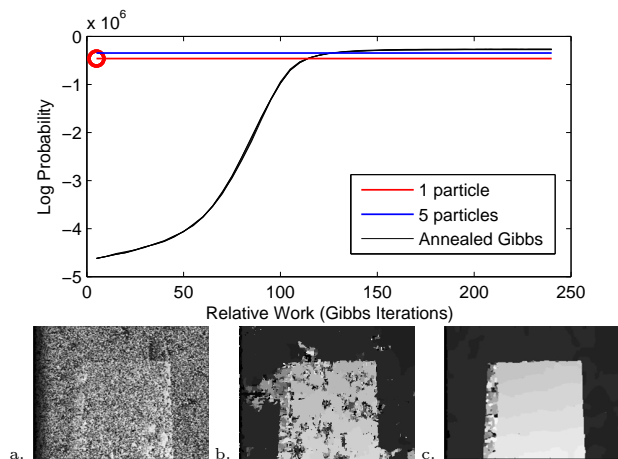 x 10^6
0
−1
−2
−3
−4
−5
Log Probability
1 particle
5 particles
Annealed Gibbs
0 50 100 150 200 250
Relative Work (Gibbs Iterations)
a. b. c.